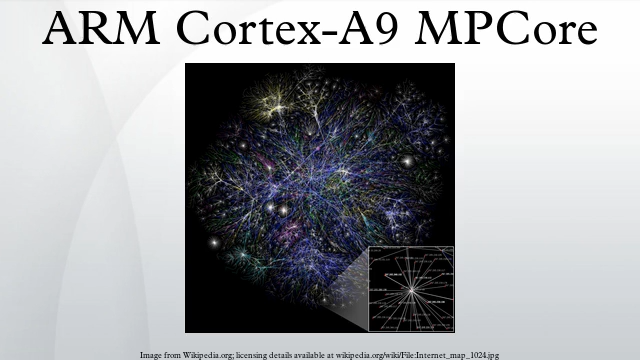 ARM Cortex-A9 MPCore
Image from Wikipedia.org; licensing details available at wikipedia.org/wiki/File:Internet_map_1024.jpg